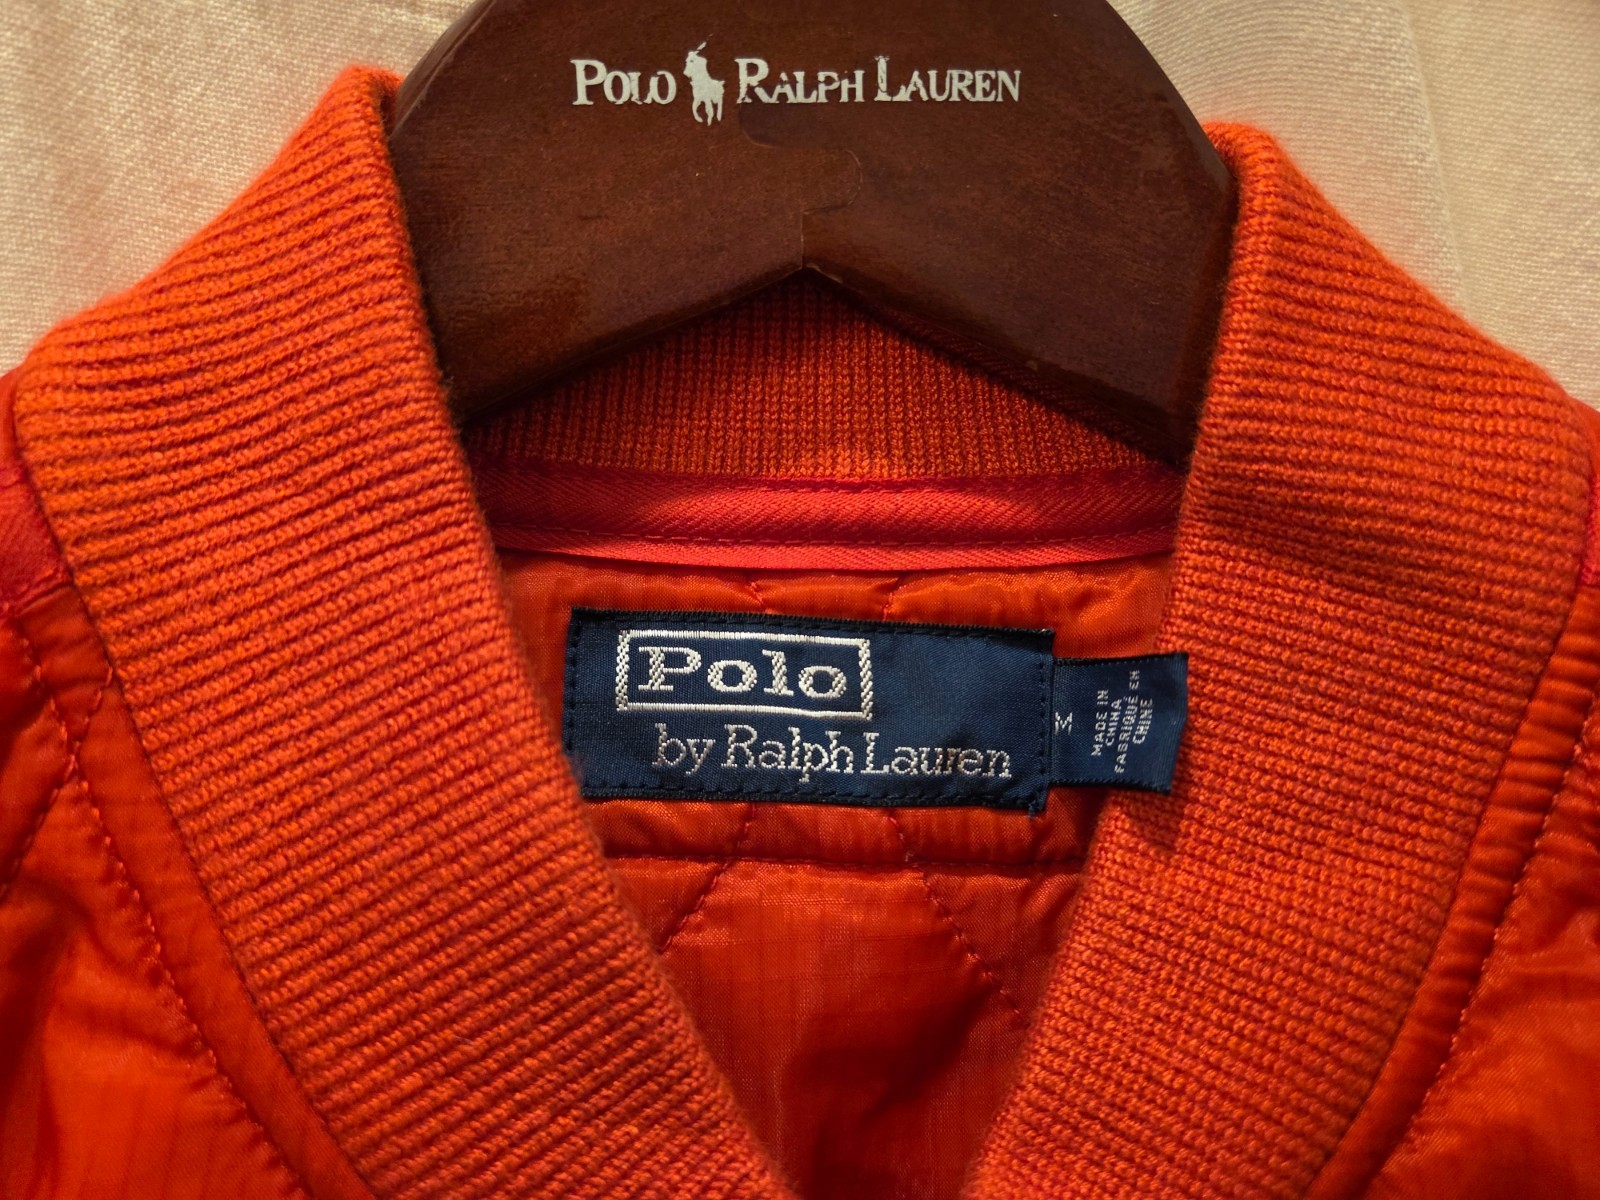 POLO RALPH LAUREN
Polo
by Ralph Lauren
M
MADE IN
CHINA
FABRIQUÉ EN
CHINE